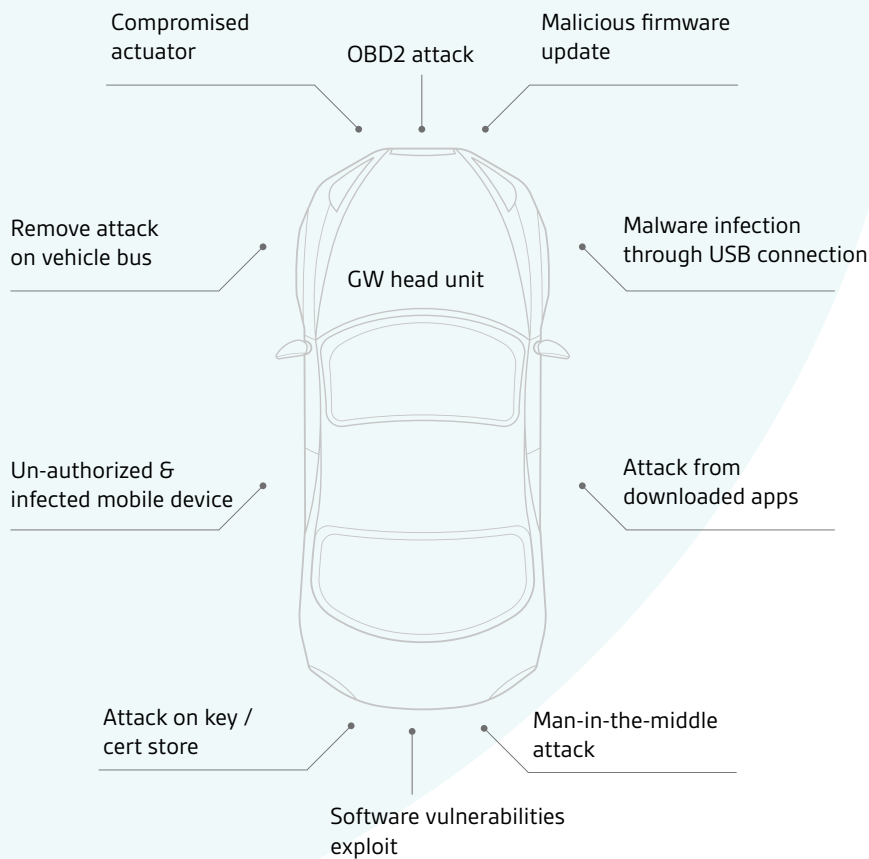 Compromised
actuator
OBD2 attack
Malicious firmware
update
Remove attack
on vehicle bus
Malware infection
through USB connection
GW head unit
Un-authorized &
infected mobile device
Attack from
downloaded apps
Attack on key /
cert store
Man-in-the-middle
attack
Software vulnerabilities
exploit